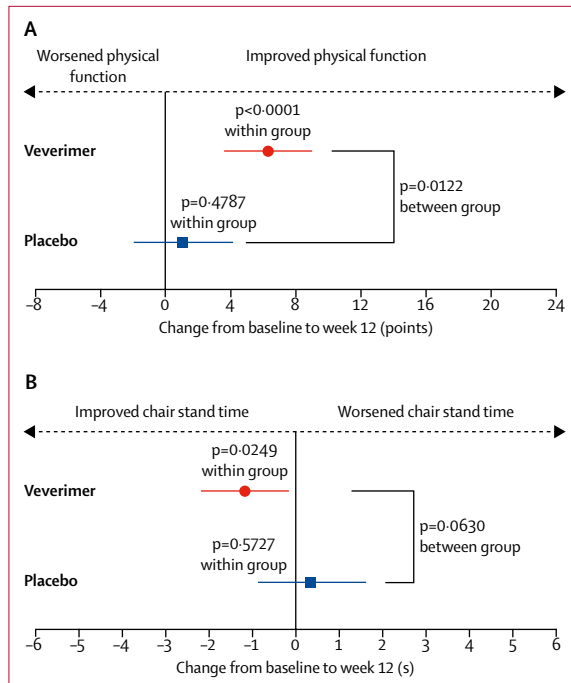 A
Worsened physical function
Improved physical function
p<0·0001
within group
Veverimer
p=0·0122
between group
p=0·4787
within group
Placebo
–8 –4 0 4 8 12 16 20 24
Change from baseline to week 12 (points)
B
Improved chair stand time
Worsened chair stand time
p=0·0249
within group
Veverimer
p=0·0630
between group
p=0·5727
within group
Placebo
–6 –5 –4 –3 –2 –1 0 1 2 3 4 5 6
Change from baseline to week 12 (s)